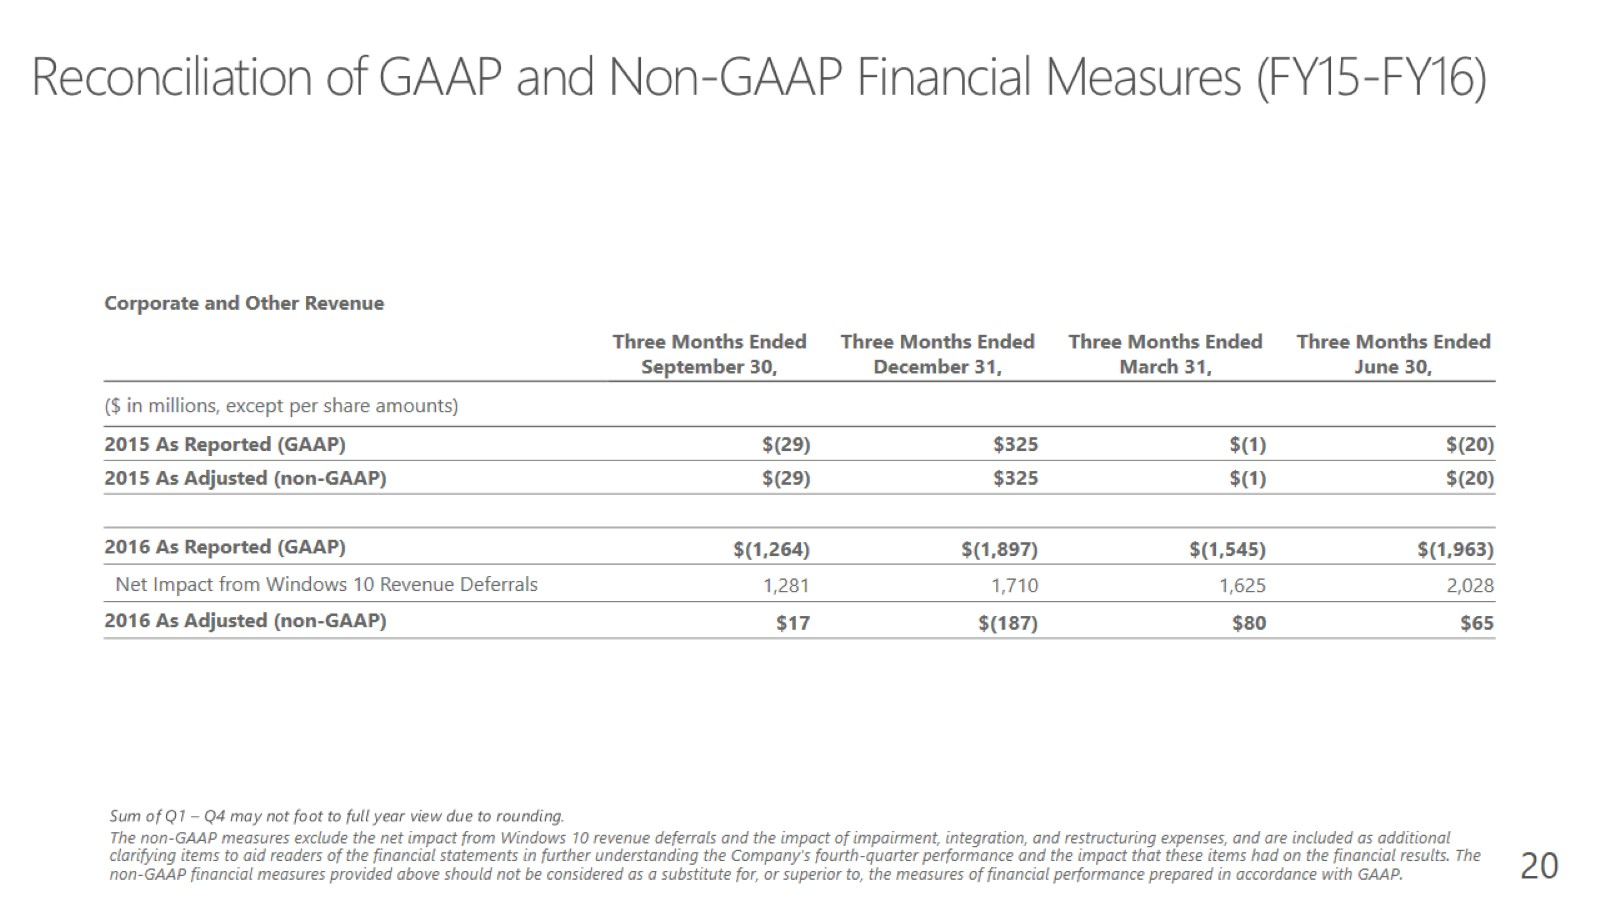 Reconciliation of GAAP and Non-GAAP Financial Measures (FY15-FY16)
Corporate and Other Revenue
Three Months Ended Three Months Ended Three Months Ended Three Months Ended
September 30, December 31, March 31, June 30,
($ in millions, except per share amounts)
2015 As Reported (GAAP) $(29) $325 $(1) $(20)
2015 As Adjusted (non-GAAP) $(29) $325 $(1) $(20)
2016 As Reported (GAAP) $(1,264) $(1,897) $(1,545) $(1,963)
Net Impact from Windows 10 Revenue Deferrals 1,281 1,710 1,625 2,028
2016 As Adjusted (non-GAAP) $17 $(187) $80 $65
Sum of Q1 – Q4 may not foot to full year view due to rounding.
The non-GAAP measures exclude the net impact from Windows 10 revenue deferrals and the impact of impairment, integration, and restructuring expenses, and are included as additional
clarifying items to aid readers of the financial statements in further understanding the Company's fourth-quarter performance and the impact that these items had on the financial results. The
non-GAAP financial measures provided above should not be considered as a substitute for, or superior to, the measures of financial performance prepared in accordance with GAAP.
20